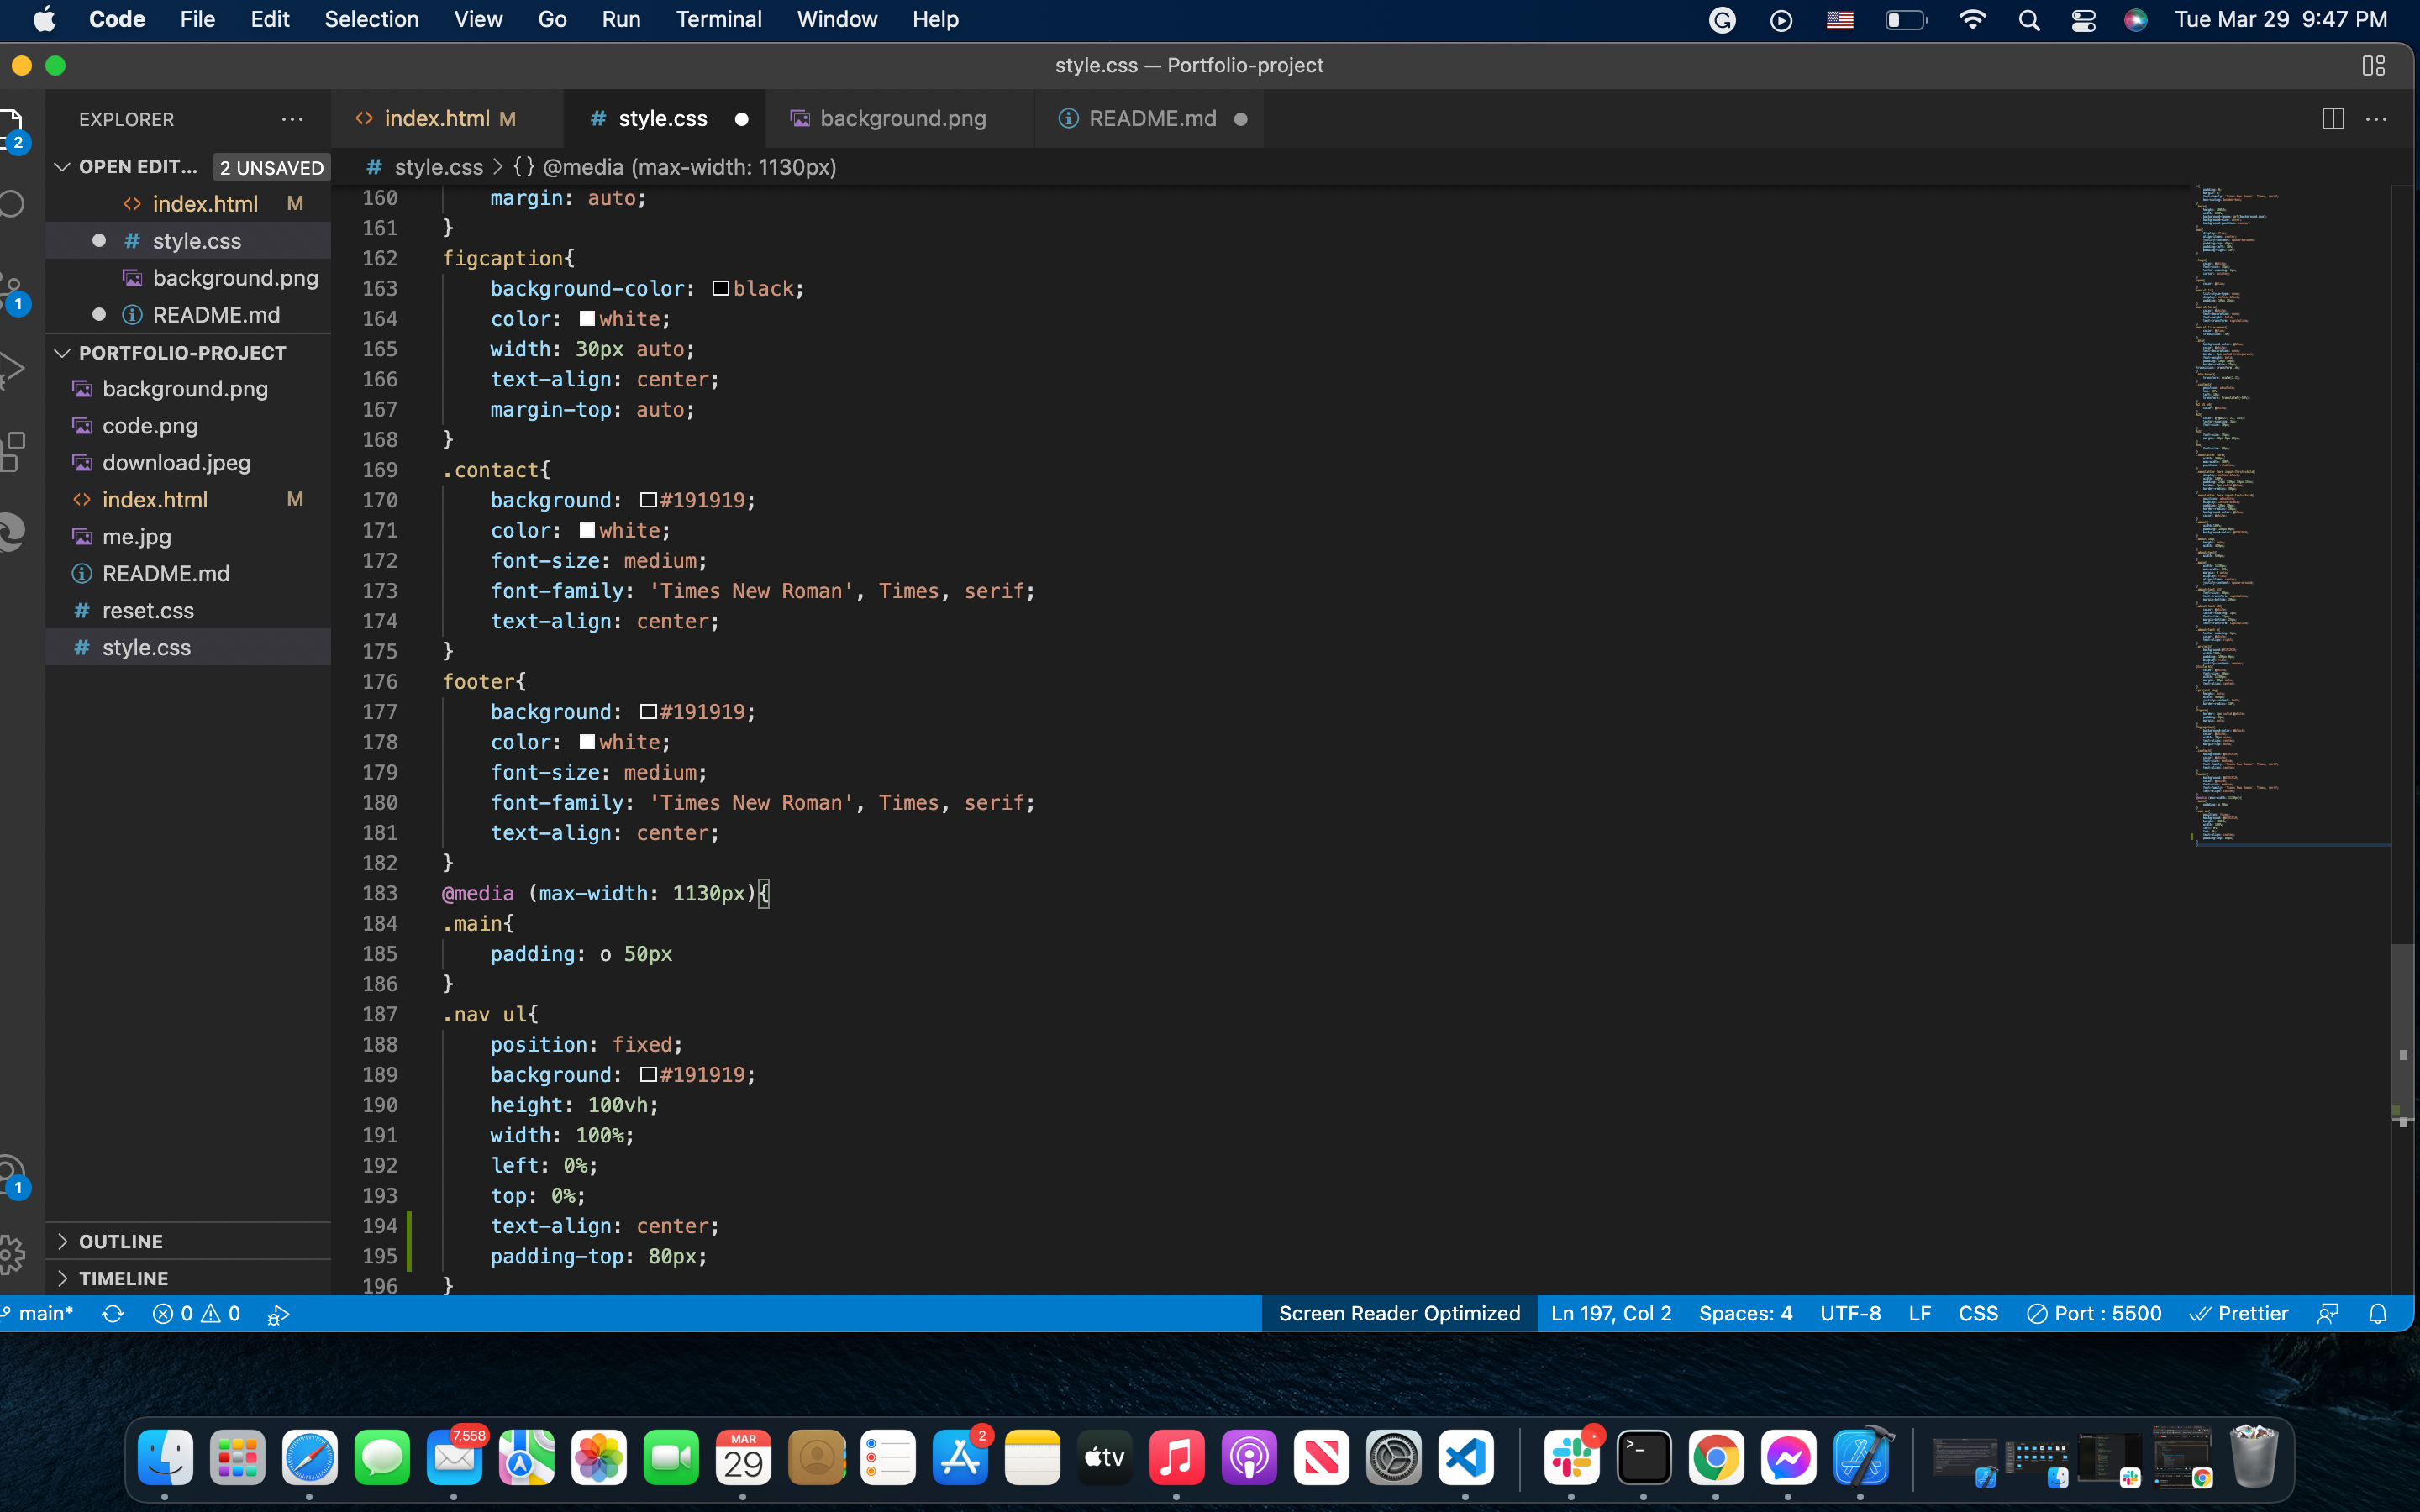 Code File Edit Selection View Go Run Terminal Window Help Tue Mar 29 9:47 PM
style.css — Portfolio-project
EXPLORER
index.html M style.css background.png README.md
OPEN EDIT... 2 UNSAVED
# style.css > {} @media (max-width: 1130px)
index.html M
# style.css
background.png
README.md
PORTFOLIO-PROJECT
background.png
code.png
download.jpeg
index.html M
me.jpg
README.md
# reset.css
# style.css
OUTLINE
TIMELINE
2
1
1
160 margin: auto;
161 }
162 figcaption{
163 background-color: black;
164 color: white;
165 width: 30px auto;
166 text-align: center;
167 margin-top: auto;
168 }
169 .contact{
170 background: #191919;
171 color: white;
172 font-size: medium;
173 font-family: 'Times New Roman', Times, serif;
174 text-align: center;
175 }
176 footer{
177 background: #191919;
178 color: white;
179 font-size: medium;
180 font-family: 'Times New Roman', Times, serif;
181 text-align: center;
182 }
183 @media (max-width: 1130px){
184 .main{
185 padding: o 50px
186 }
187 .nav ul{
188 position: fixed;
189 background: #191919;
190 height: 100vh;
191 width: 100%;
192 left: 0%;
193 top: 0%;
194 text-align: center;
195 padding-top: 80px;
196 }
main* 0 0 Screen Reader Optimized Ln 197, Col 2 Spaces: 4 UTF-8 LF CSS Port : 5500 Prettier
7,558
MAR
29
2
tv